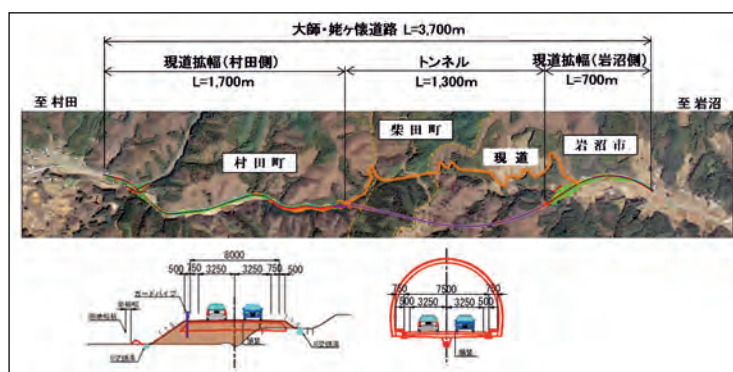 大師・姥ヶ懐道路 L=3,700m
現道拡幅(村田側)
L=1,700m
トンネル
L=1,300m
現道拡幅(岩沼側)
L=700m
至 村田
至 岩沼
柴田町
村田町
現道
岩沼市
8000
500 750 3250 3250 750 500
ガードパイプ
750 7500 750
500 3250 3250 500